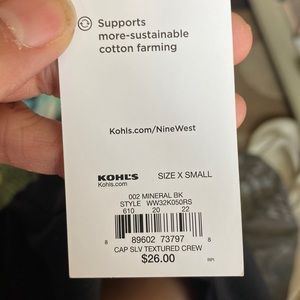 Supports
more-sustainable
cotton farming
Kohls.com/NineWest
KOHL'S SIZE X SMALL
Kohls.com
002 MINERAL BK
STYLE WW32K050RS
610 20 22
8 89602 73797 8
CAP SLV TEXTURED CREW
$26.00 RPI